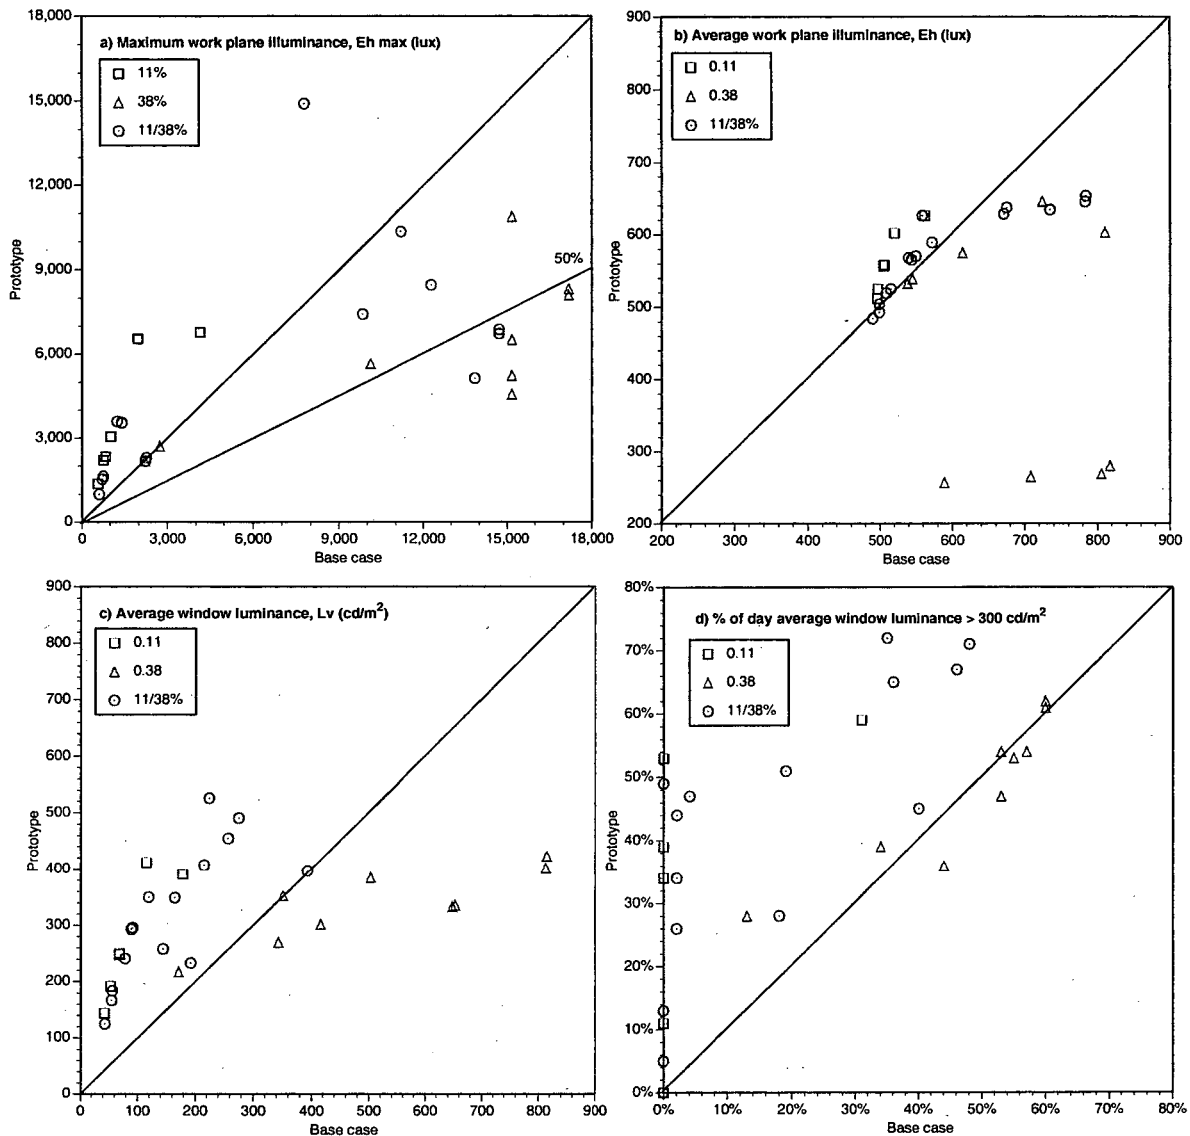 a) Maximum work plane illuminance, Eh max (lux)
11%
38%
11/38%
50%
18,000
15,000
12,000
9,000
6,000
3,000
0
Prototype
0 3,000 6,000 9,000 12,000 15,000 18,000
Base case
b) Average work plane illuminance, Eh (lux)
0.11
0.38
11/38%
900
800
700
600
500
400
300
200
Prototype
200 300 400 500 600 700 800 900
Base case
c) Average window luminance, Lv (cd/m²)
0.11
0.38
11/38%
900
800
700
600
500
400
300
200
100
0
Prototype
0 100 200 300 400 500 600 700 800 900
Base case
d) % of day average window luminance > 300 cd/m²
0.11
0.38
11/38%
80%
70%
60%
50%
40%
30%
20%
10%
0%
Prototype
0% 10% 20% 30% 40% 50% 60% 70% 80%
Base case